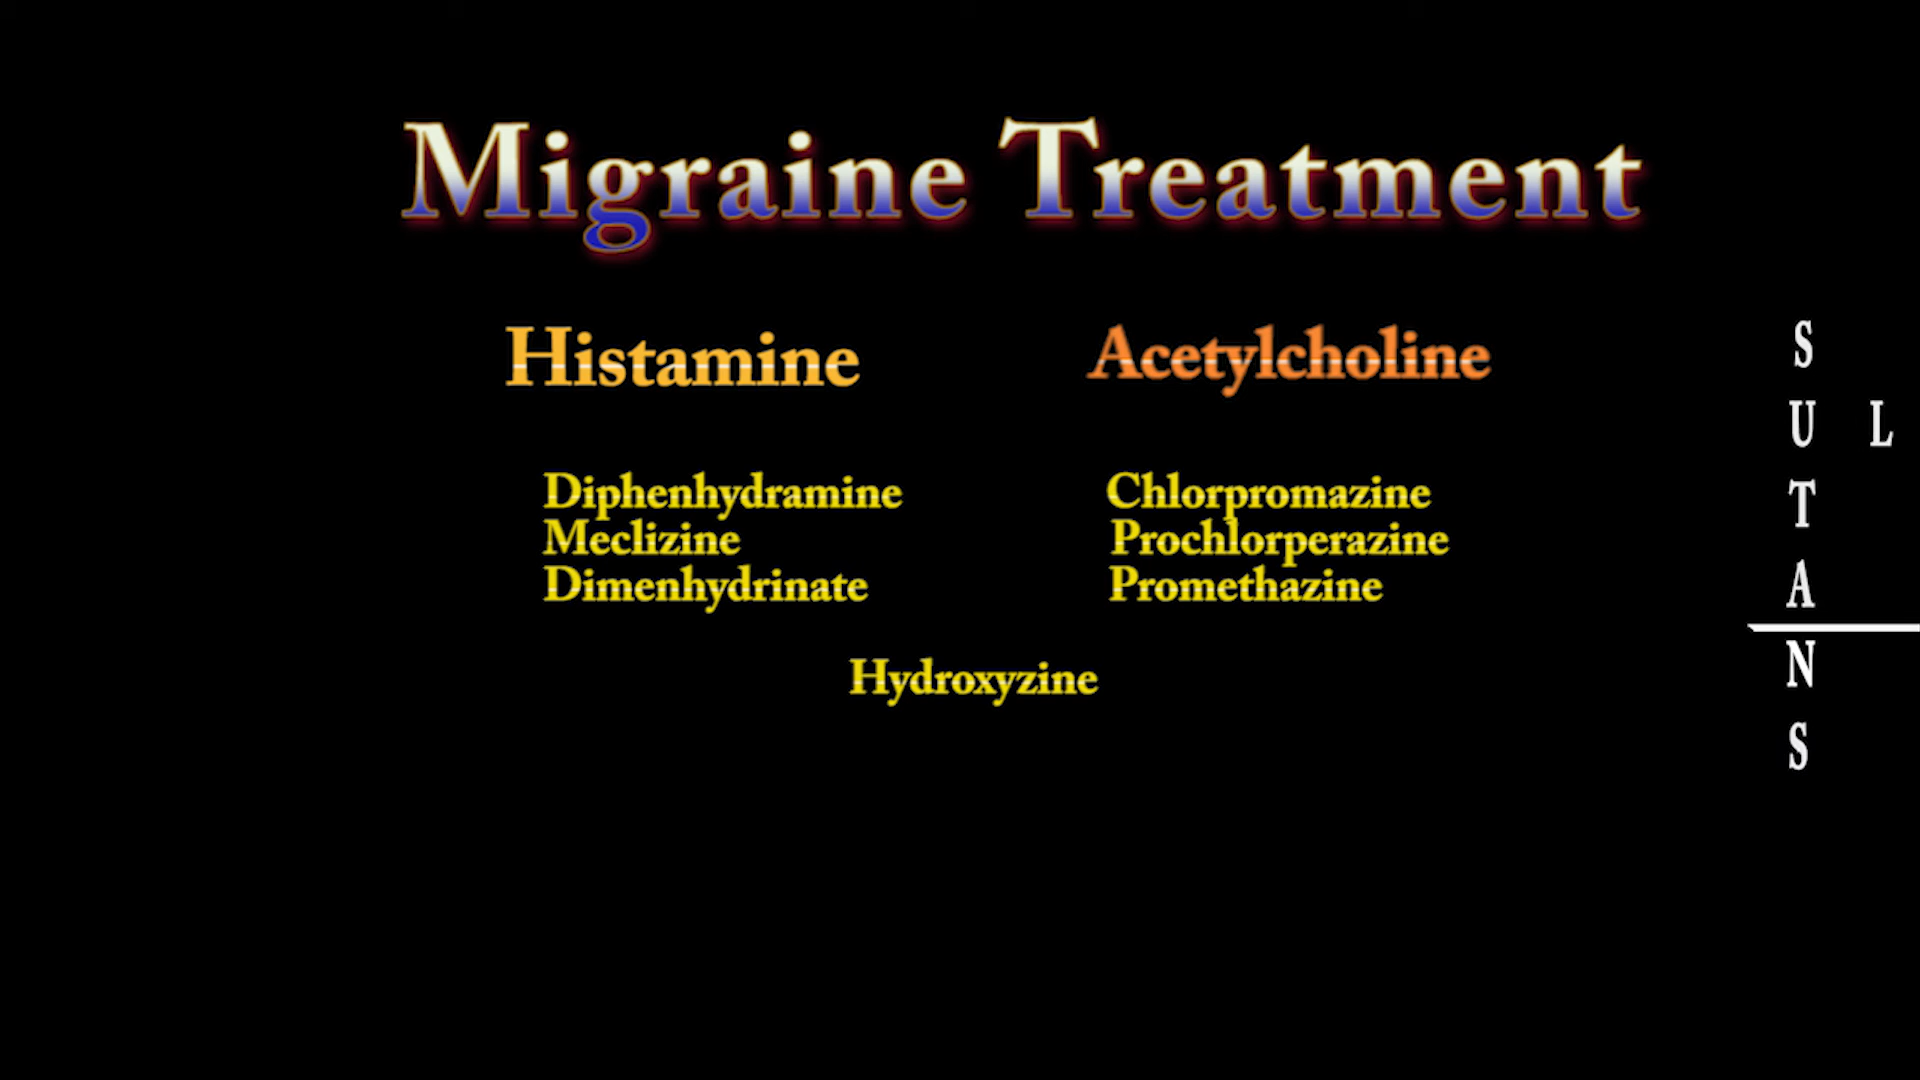 Migraine Treatment
Histamine Acetylcholine
Diphenhydramine Chlorpromazine
Meclizine Prochlorperazine
Dimenhydrinate Promethazine
Hydroxyzine
S
U L
T
A
N
S